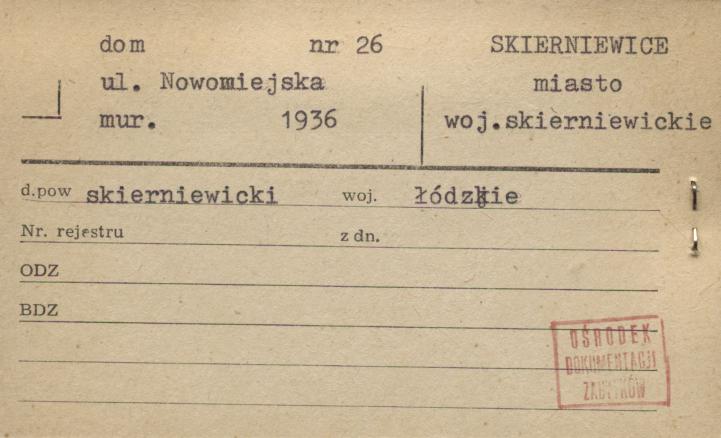 dom nr 26 SKIERNIEWICE
ul. Nowomiejska miasto
mur. 1936 woj.skierniewickie
d.pow skierniewicki woj. łódzkie
Nr. rejestru z dn.
ODZ
BDZ
OŚRODEK
DOKUMENTACJI
ZABYTKÓW